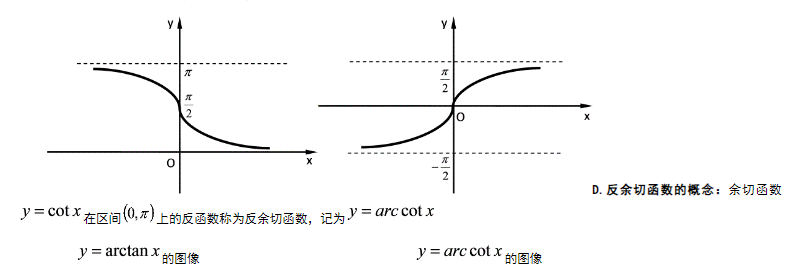 y
π
π/2
O
x
y
π/2
O
x
-π/2
D. 反余切函数的概念：余切函数
y = cot x 在区间 (0, π) 上的反函数称为反余切函数，记为 y = arc cot x
y = arctan x 的图像
y = arc cot x 的图像